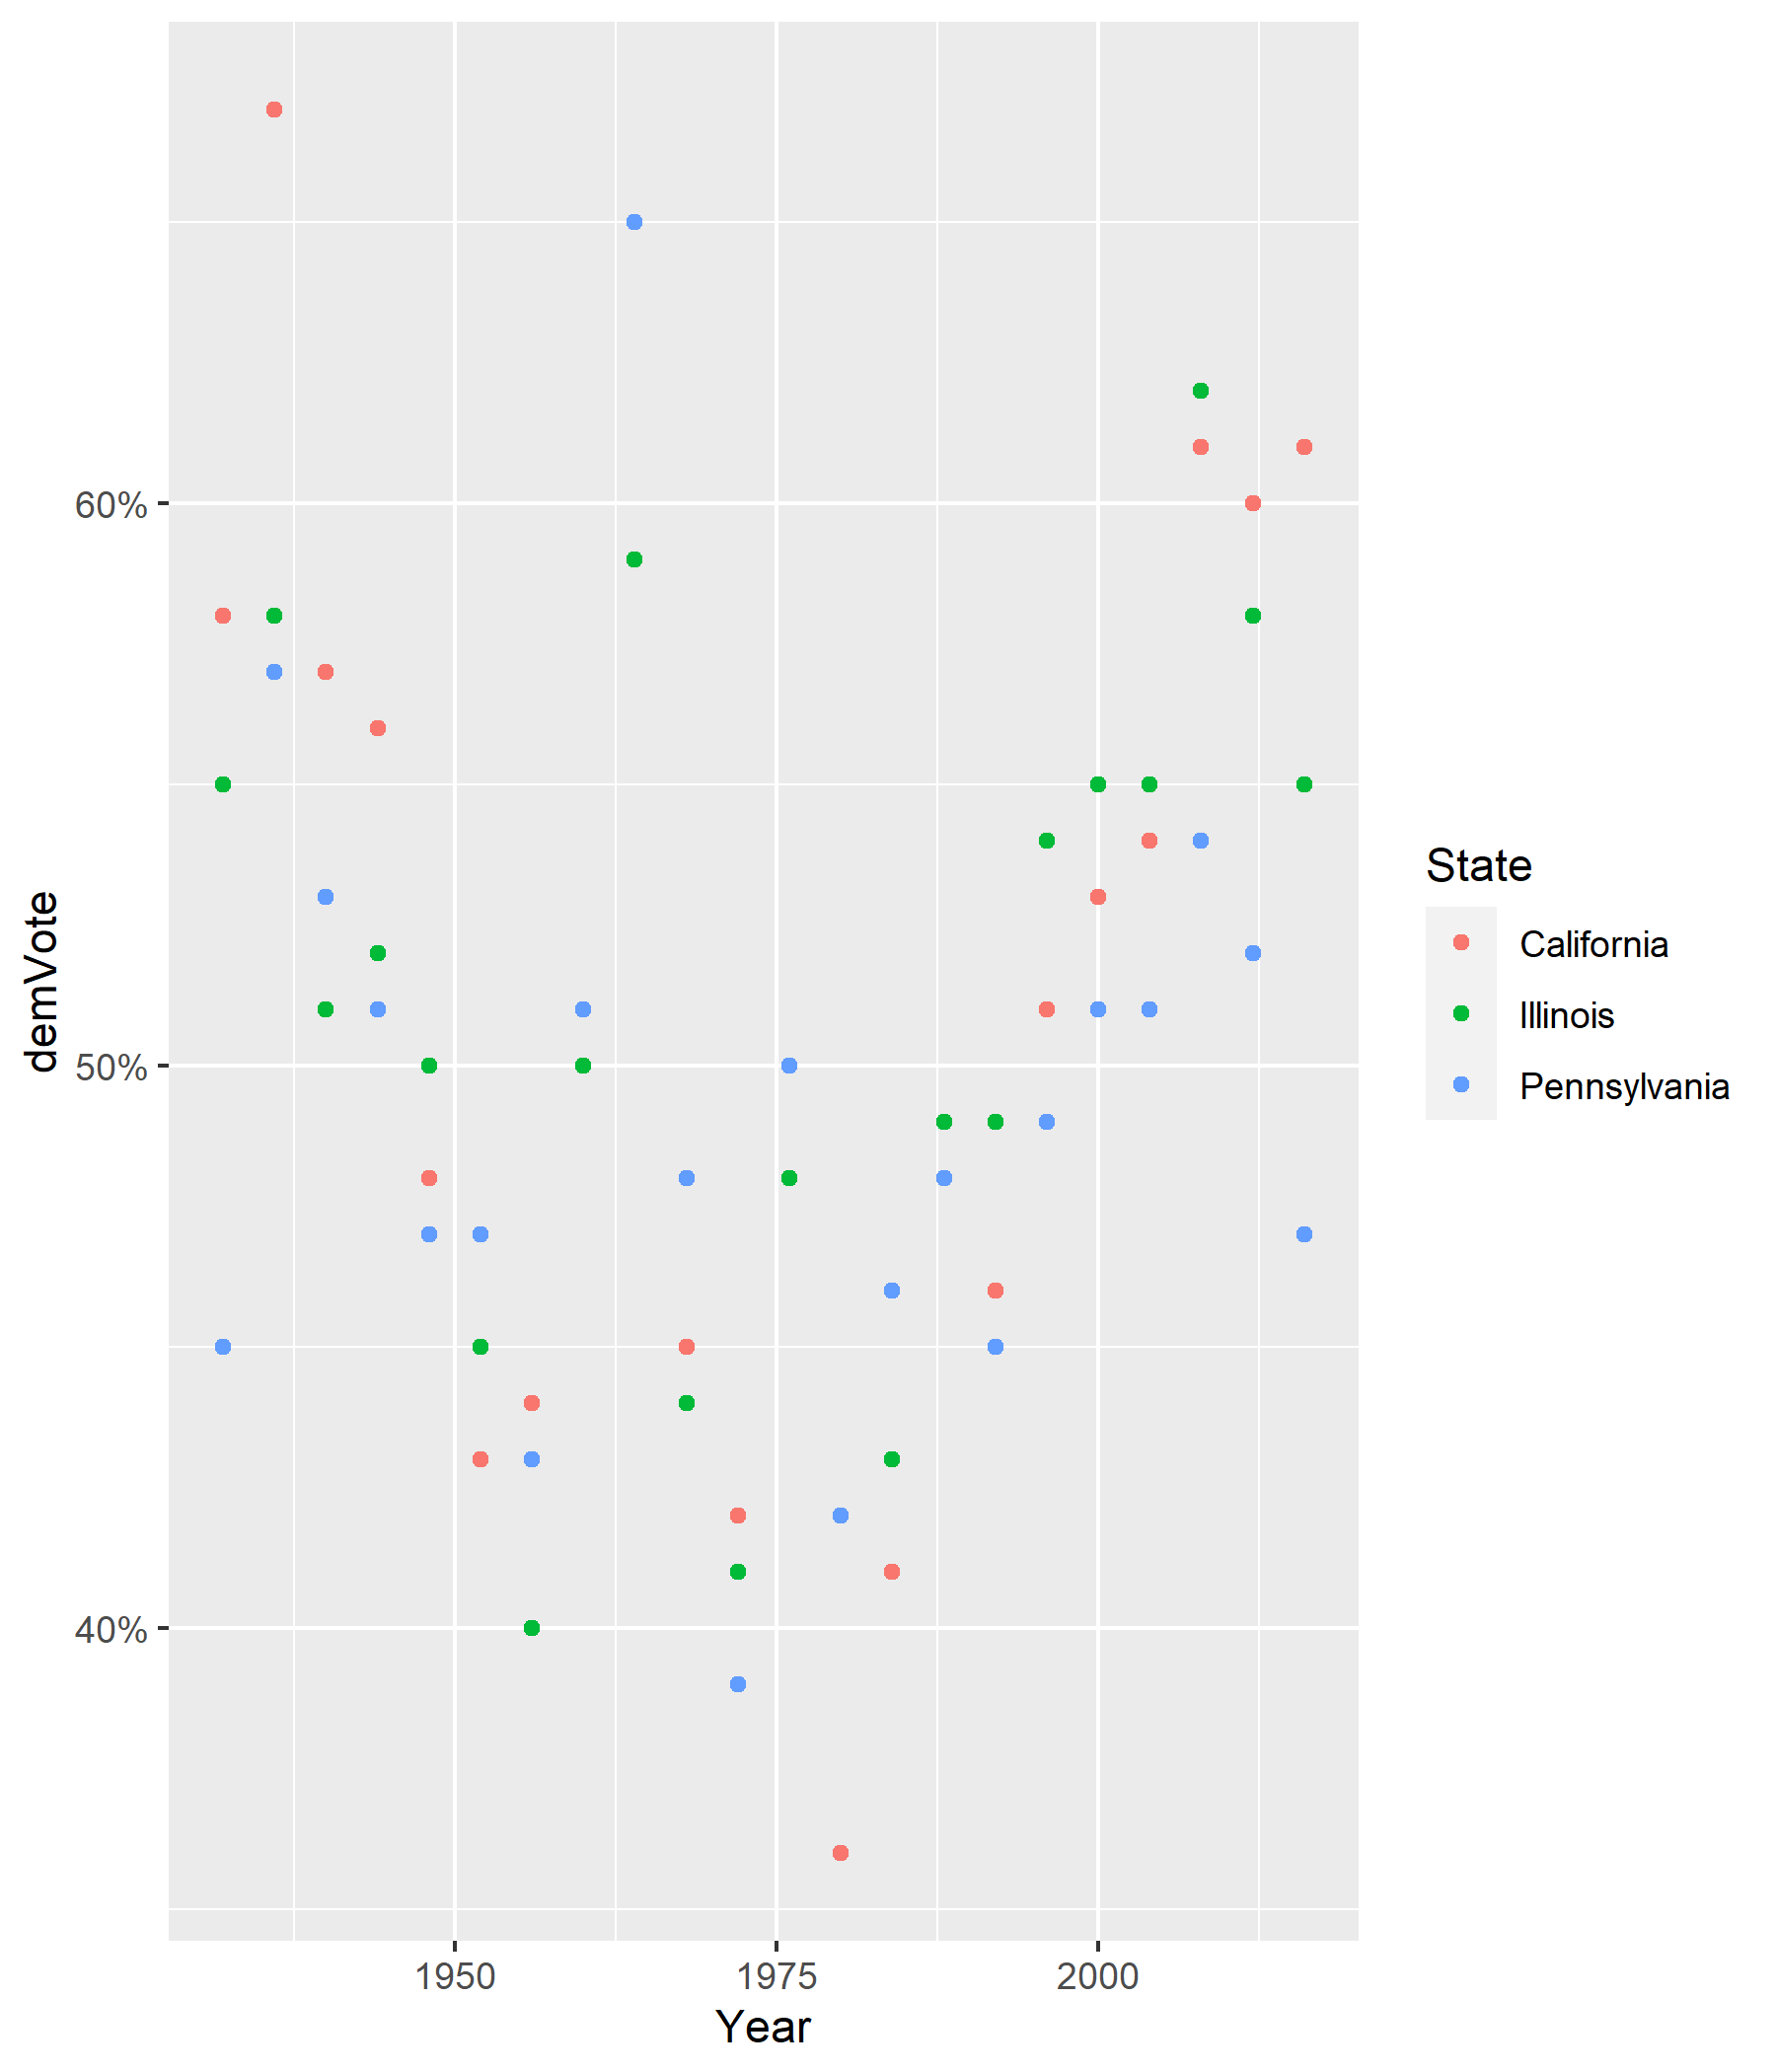 60%
50%
40%
demVote
1950 1975 2000
Year
State
California
Illinois
Pennsylvania